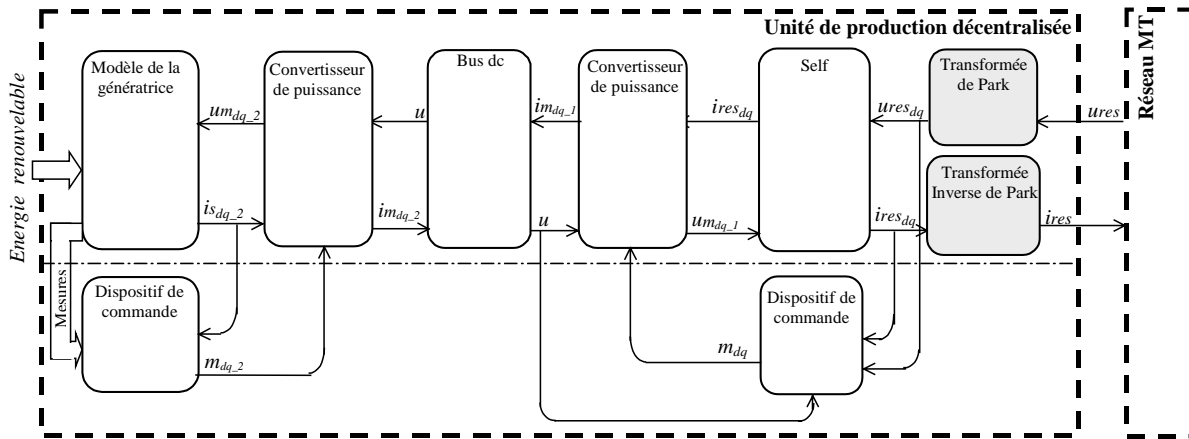 Unité de production décentralisée
Réseau MT
Energie renouvelable
Modèle de la
génératrice
Convertisseur
de puissance
Bus dc
Convertisseur
de puissance
Self
Transformée
de Park
um_dq_2
u
im_dq_1
ires_dq
ures_dq
ures
Transformée
Inverse de Park
is_dq_2
im_dq_2
u
um_dq_1
ires_dq
ires
Mesures
Dispositif de
commande
m_dq_2
Dispositif de
commande
m_dq